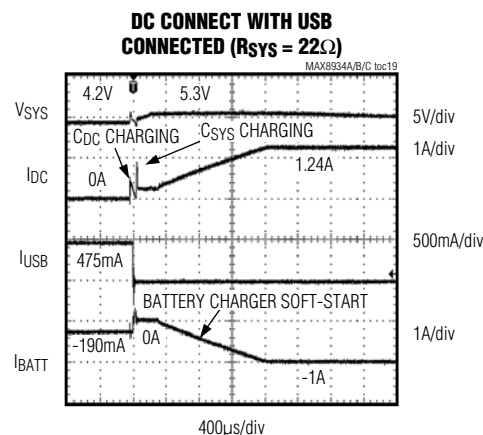 DC CONNECT WITH USB
CONNECTED (RSYS = 22Ω)
MAX8934A/B/C toc19
4.2V
5.3V
VSYS
5V/div
CDC CHARGING
CSYS CHARGING
1A/div
IDC
0A
1.24A
500mA/div
IUSB
475mA
BATTERY CHARGER SOFT-START
0A
1A/div
-190mA
IBATT
-1A
400µs/div